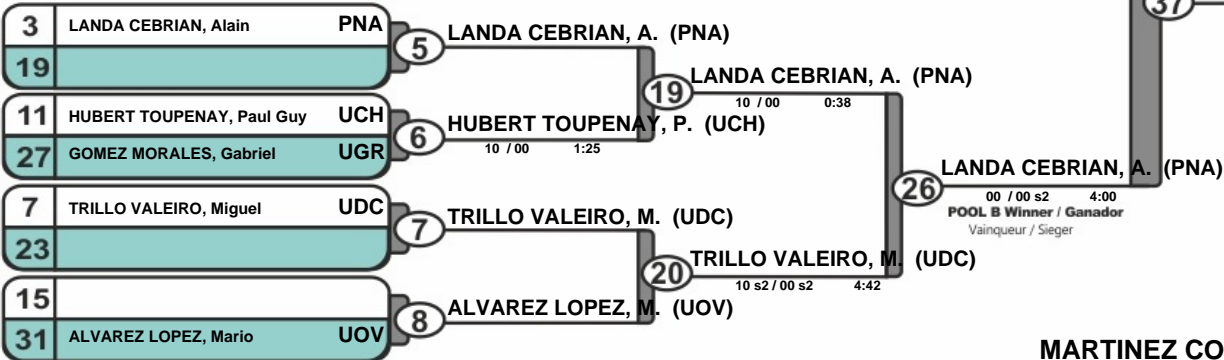 37
3 LANDA CEBRIAN, Alain PNA
19
5 LANDA CEBRIAN, A. (PNA)
11 HUBERT TOUPENAY, Paul Guy UCH
27 GOMEZ MORALES, Gabriel UGR
6 HUBERT TOUPENAY, P. (UCH)
10 / 00 1:25
19 LANDA CEBRIAN, A. (PNA)
10 / 00 0:38
7 TRILLO VALEIRO, Miguel UDC
23
7 TRILLO VALEIRO, M. (UDC)
15
31 ALVAREZ LOPEZ, Mario UOV
8 ALVAREZ LOPEZ, M. (UOV)
20 TRILLO VALEIRO, M. (UDC)
10 s2 / 00 s2 4:42
26 LANDA CEBRIAN, A. (PNA)
00 / 00 s2 4:00
POOL B Winner / Ganador
Vainqueur / Sieger
MARTINEZ CO